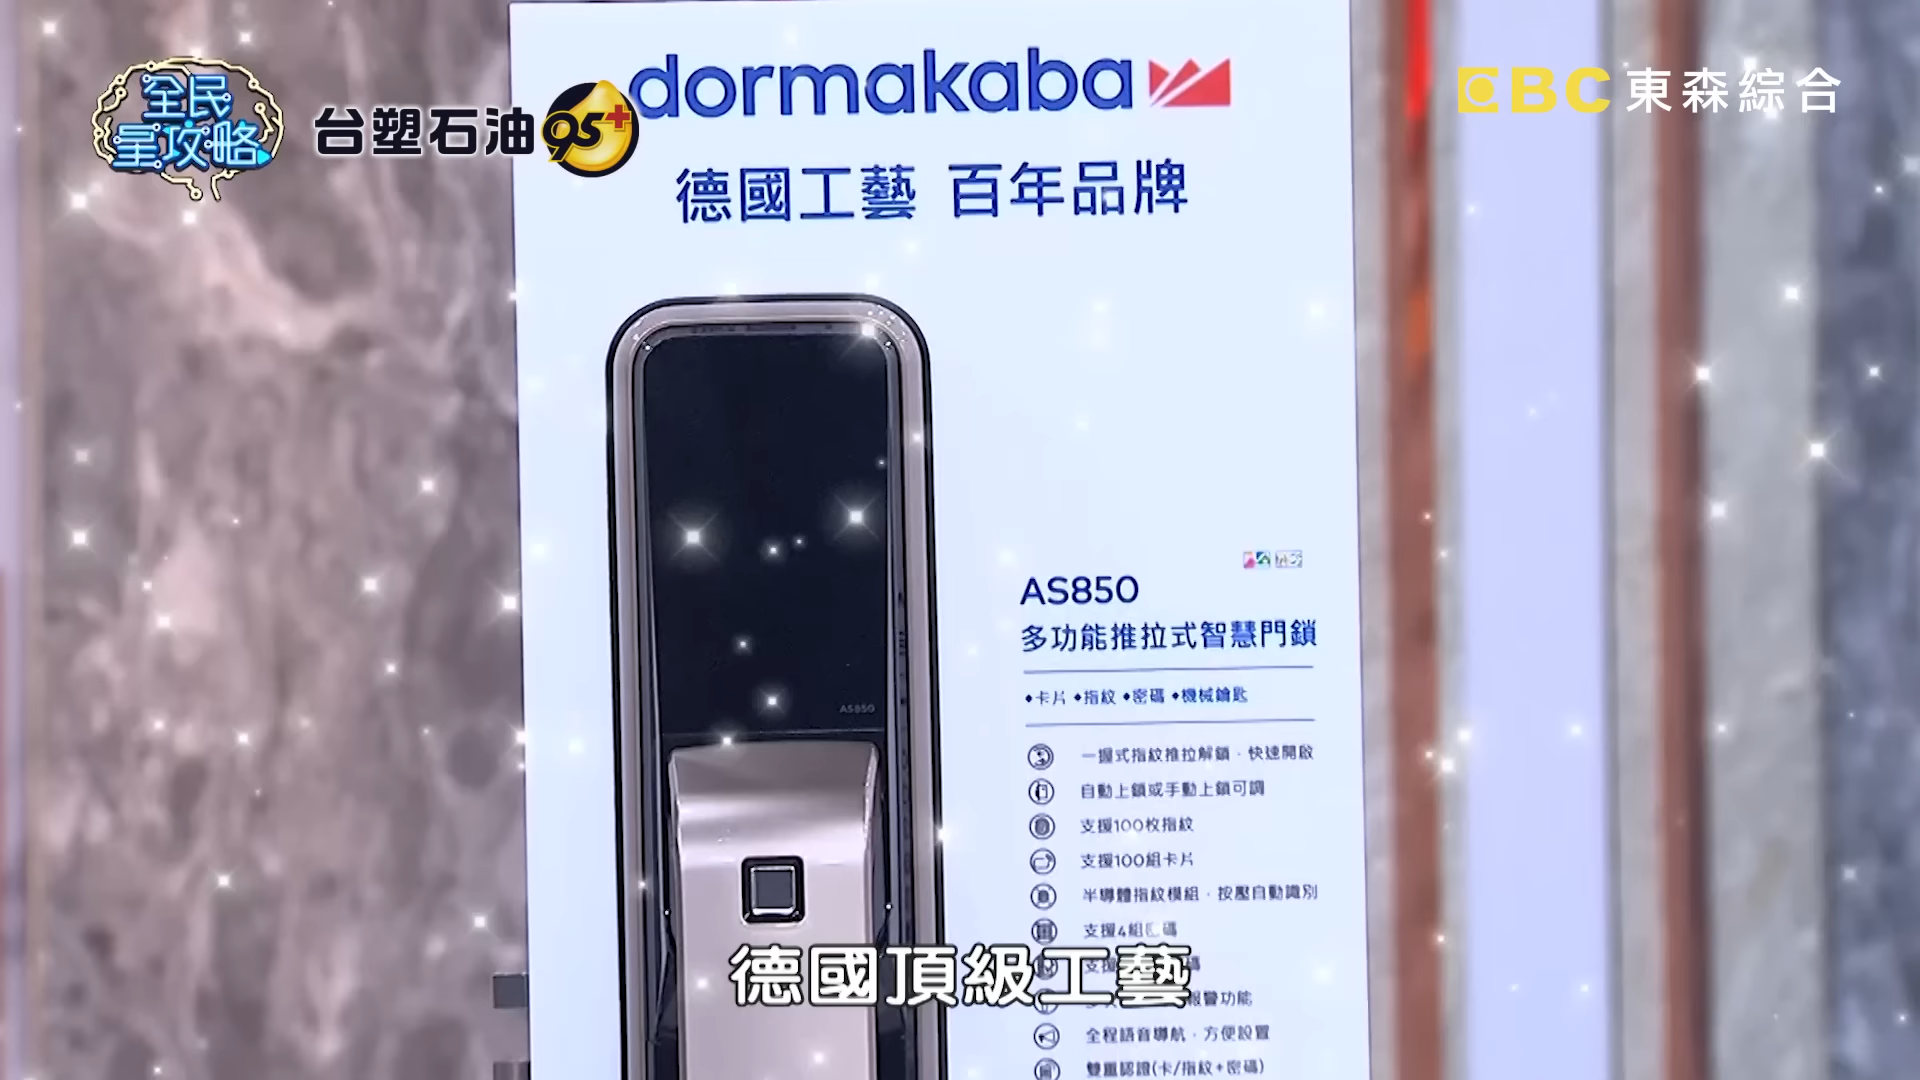 全民
星攻略
台塑石油 95+
EBC 東森綜合
dormakaba
德國工藝 百年品牌
AS850
AS850
多功能推拉式智慧門鎖
◆卡片 ◆指紋 ◆密碼 ◆機械鑰匙
一握式指紋推拉解鎖．快速開啟
自動上鎖或手動上鎖可調
支援100枚指紋
支援100組卡片
半導體指紋模組．按壓自動識別
支援4組密碼
支援
報警功能
全程語音導航．方便設置
雙重認證(卡/指紋+密碼)
德國頂級工藝